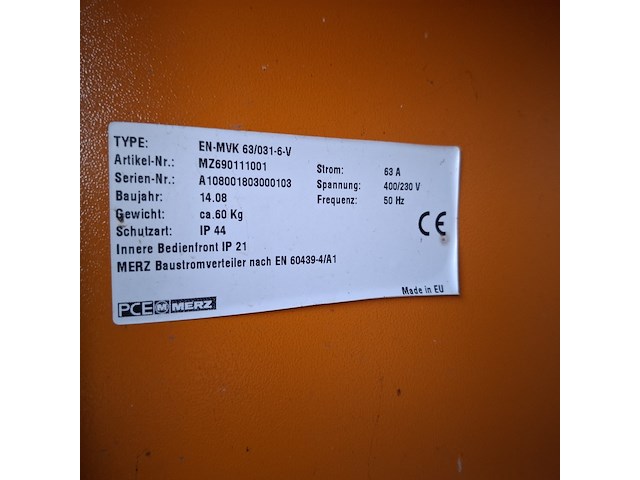 TYPE: EN-MVK 63/031-6-V
Artikel-Nr.: MZ690111001
Serien-Nr.: A108001803000103
Baujahr: 14.08
Gewicht: ca.60 Kg
Schutzart: IP 44
Innere Bedienfront IP 21
MERZ Baustromverteiler nach EN 60439-4/A1
Strom: 63 A
Spannung: 400/230 V
Frequenz: 50 Hz
CE
PCE M MERZ
Made in EU